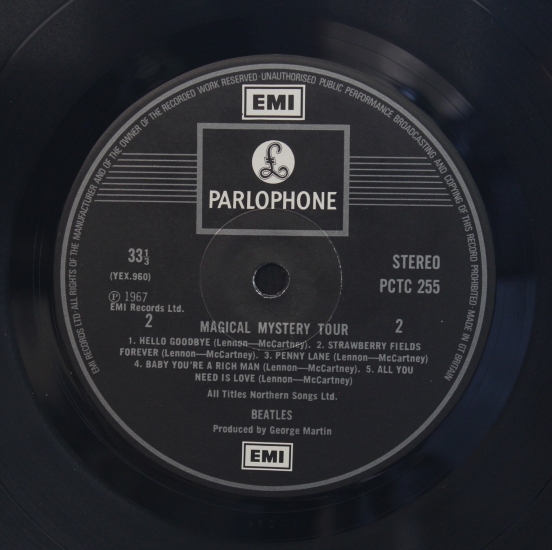 EMI RECORDS LTD·ALL RIGHTS OF THE MANUFACTURER AND OF THE OWNER OF THE RECORDED WORK RESERVED·UNAUTHORISED PUBLIC PERFORMANCE BROADCASTING AND COPYING OF THIS RECORD PROHIBITED MADE IN GT BRITAIN
EMI
£
PARLOPHONE
33⅓
STEREO
(YEX.960)
PCTC 255
Ⓟ 1967
EMI Records Ltd.
2
2
MAGICAL MYSTERY TOUR
1. HELLO GOODBYE (Lennon—McCartney). 2. STRAWBERRY FIELDS
FOREVER (Lennon—McCartney). 3. PENNY LANE (Lennon—McCartney)
4. BABY YOU'RE A RICH MAN (Lennon—McCartney). 5. ALL YOU
NEED IS LOVE (Lennon—McCartney)
All Titles Northern Songs Ltd.
BEATLES
Produced by George Martin
EMI